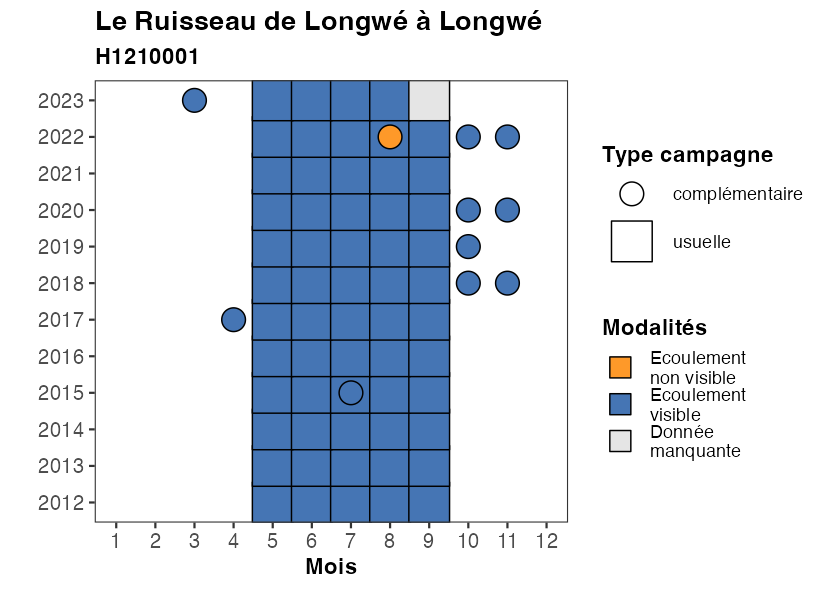 Le Ruisseau de Longwé à Longwé
H1210001
2023
2022
2021
2020
2019
2018
2017
2016
2015
2014
2013
2012
1 2 3 4 5 6 7 8 9 10 11 12
Mois
Type campagne
complémentaire
usuelle
Modalités
Ecoulement
non visible
Ecoulement
visible
Donnée
manquante